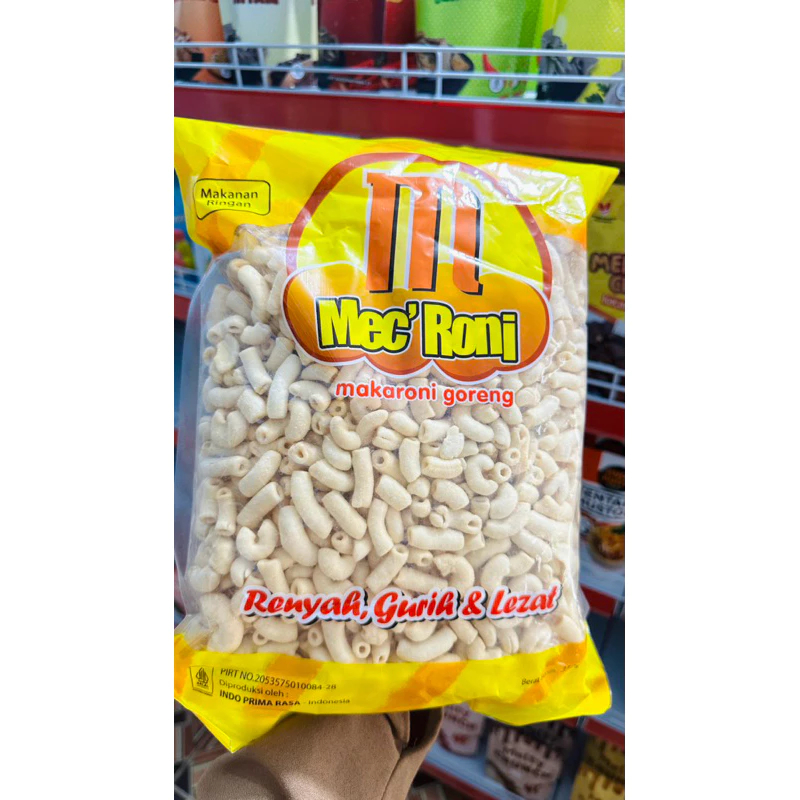 Makanan
Ringan
m
Mec'Roni
makaroni goreng
Renyah, Gurih & Lezat
PIRT NO.2053575010084-28
Diproduksi oleh :
INDO PRIMA RASA - Indonesia